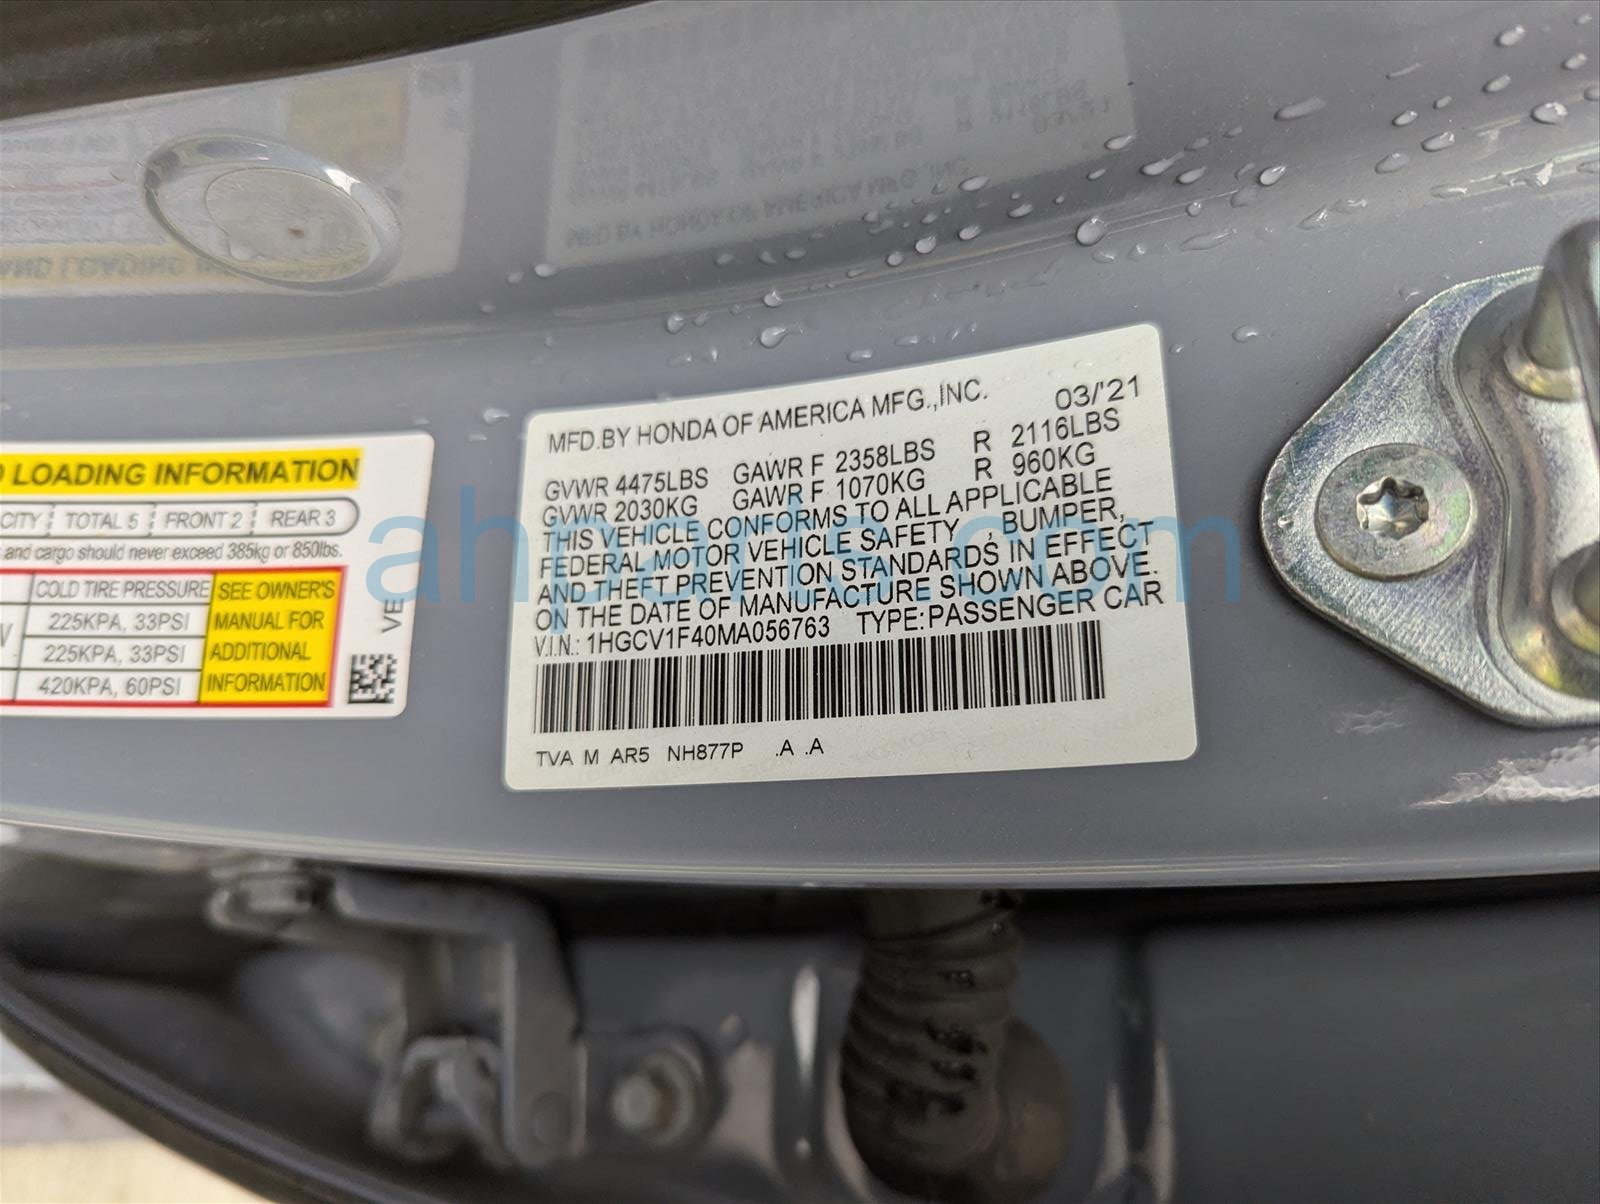 MFD.BY HONDA OF AMERICA MFG.,INC. 03/'21
GVWR 4475LBS GAWR F 2358LBS R 2116LBS
GVWR 2030KG GAWR F 1070KG R 960KG
THIS VEHICLE CONFORMS TO ALL APPLICABLE
FEDERAL MOTOR VEHICLE SAFETY , BUMPER,
AND THEFT PREVENTION STANDARDS IN EFFECT
ON THE DATE OF MANUFACTURE SHOWN ABOVE.
V.I.N.: 1HGCV1F40MA056763 TYPE:PASSENGER CAR
TVA M AR5 NH877P .A .A
LOADING INFORMATION
CITY TOTAL 5 FRONT 2 REAR 3
and cargo should never exceed 385kg or 850lbs.
COLD TIRE PRESSURE
225KPA, 33PSI
225KPA, 33PSI
420KPA, 60PSI
SEE OWNER'S
MANUAL FOR
ADDITIONAL
INFORMATION
VE
ahparts.com